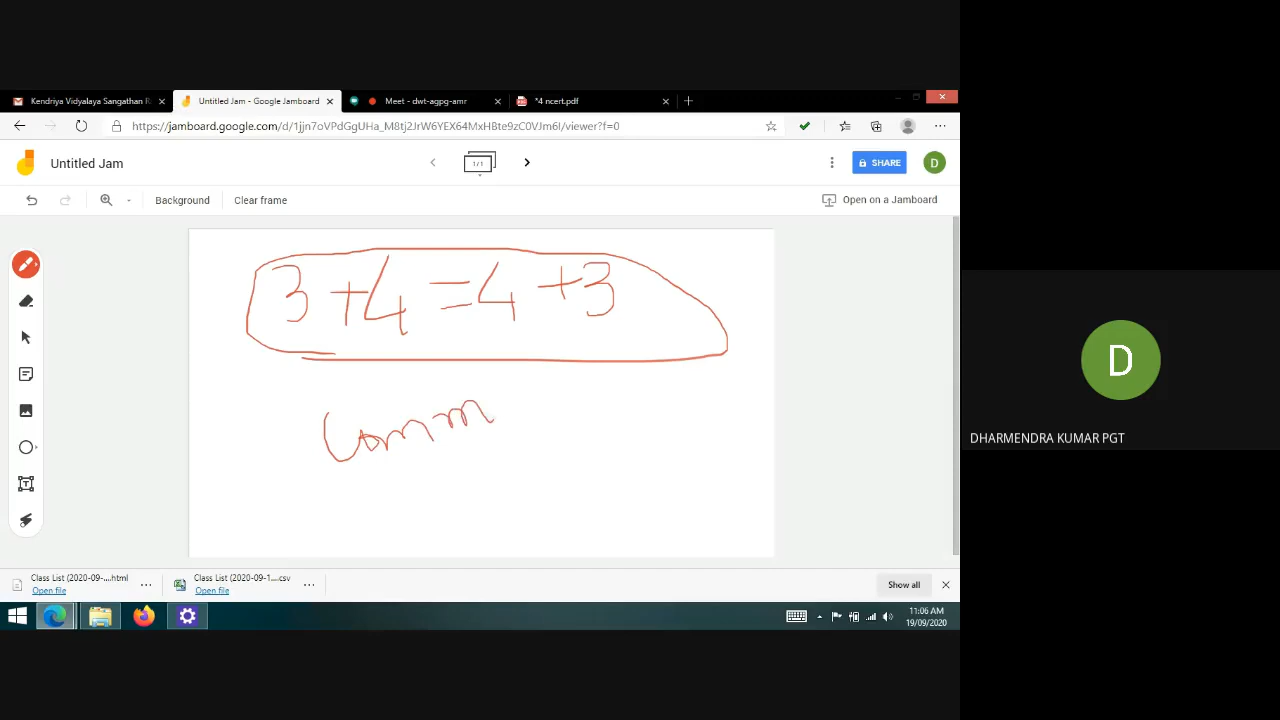 Kendriya Vidyalaya Sangathan K
Untitled Jam - Google Jamboard
Meet - dwt-agpg-amr
*4 ncert.pdf
https://jamboard.google.com/d/1jjn7oVPdGgUHa_M8tj2JrW6YEX64MxHBte9zC0VJm6I/viewer?f=0
Untitled Jam
1/1
SHARE
D
Background
Clear frame
Open on a Jamboard
3 + 4 = 4 + 3
Comm
D
DHARMENDRA KUMAR PGT
Class List (2020-09-....html
Open file
Class List (2020-09-1....csv
Open file
Show all
11:06 AM
19/09/2020